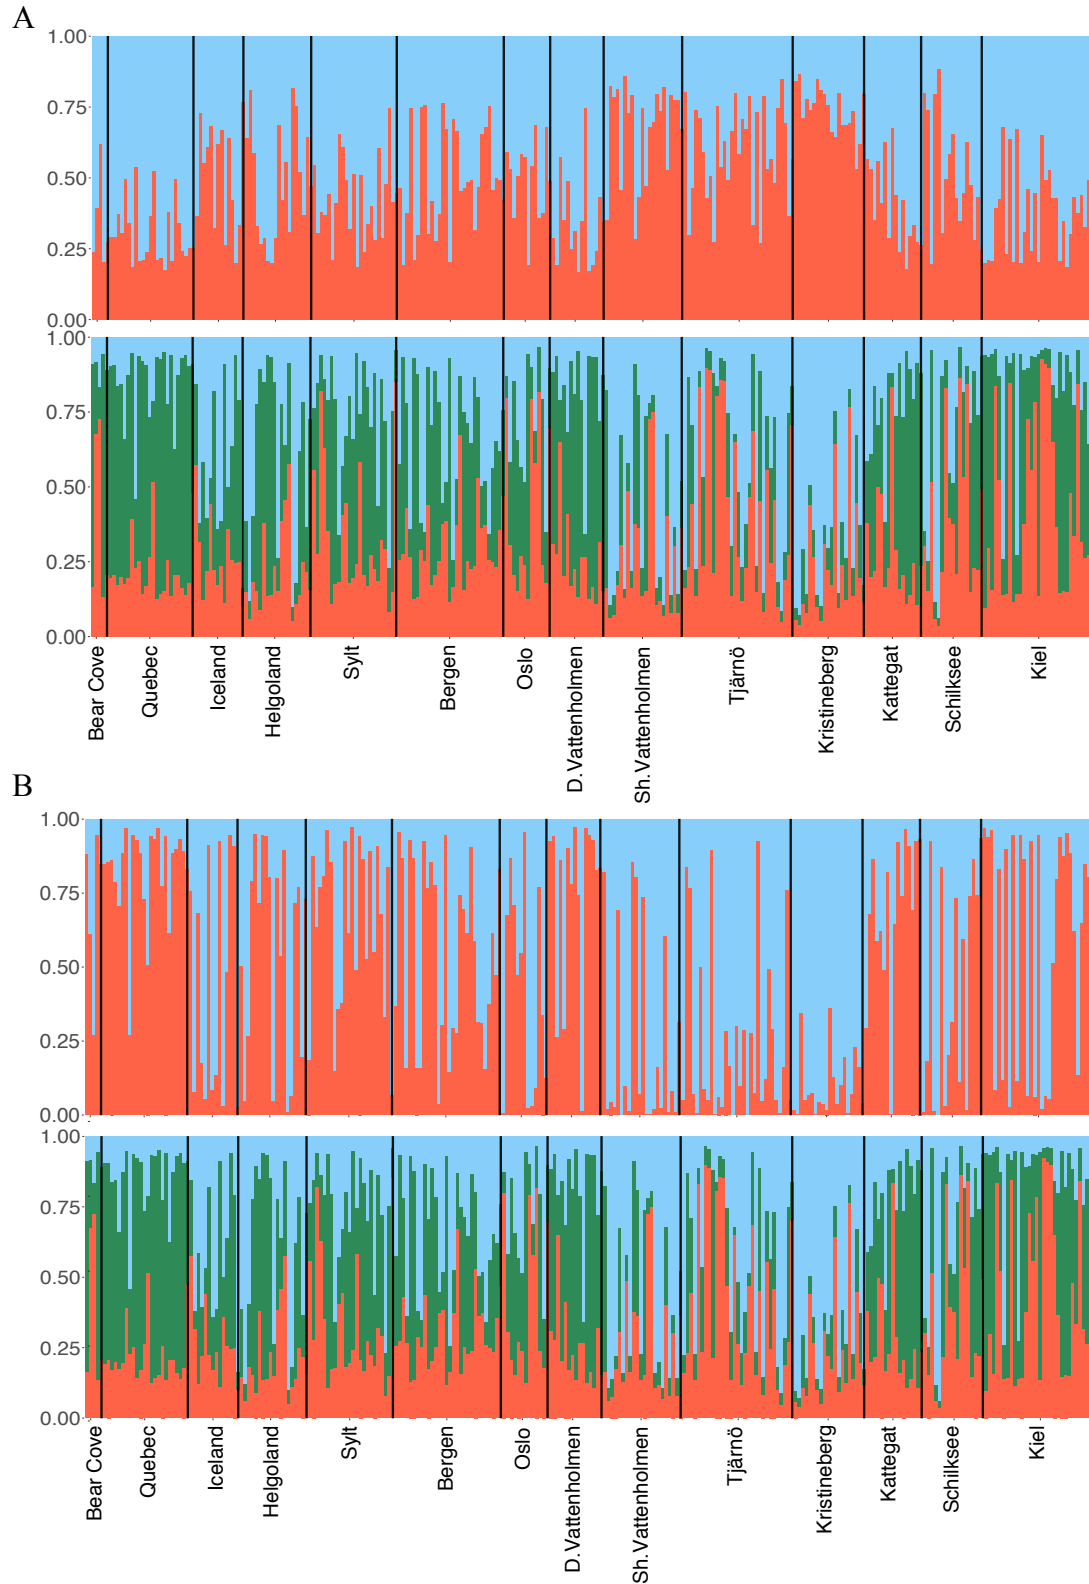 A
1.00
0.75
0.50
0.25
0.00
1.00
0.75
0.50
0.25
0.00
Bear Cove
Quebec
Iceland
Helgoland
Sylt
Bergen
Oslo
D.Vattenholmen
Sh.Vattenholmen
Tjärnö
Kristineberg
Kattegat
Schilksee
Kiel
B
1.00
0.75
0.50
0.25
0.00
1.00
0.75
0.50
0.25
0.00
Bear Cove
Quebec
Iceland
Helgoland
Sylt
Bergen
Oslo
D.Vattenholmen
Sh.Vattenholmen
Tjärnö
Kristineberg
Kattegat
Schilksee
Kiel